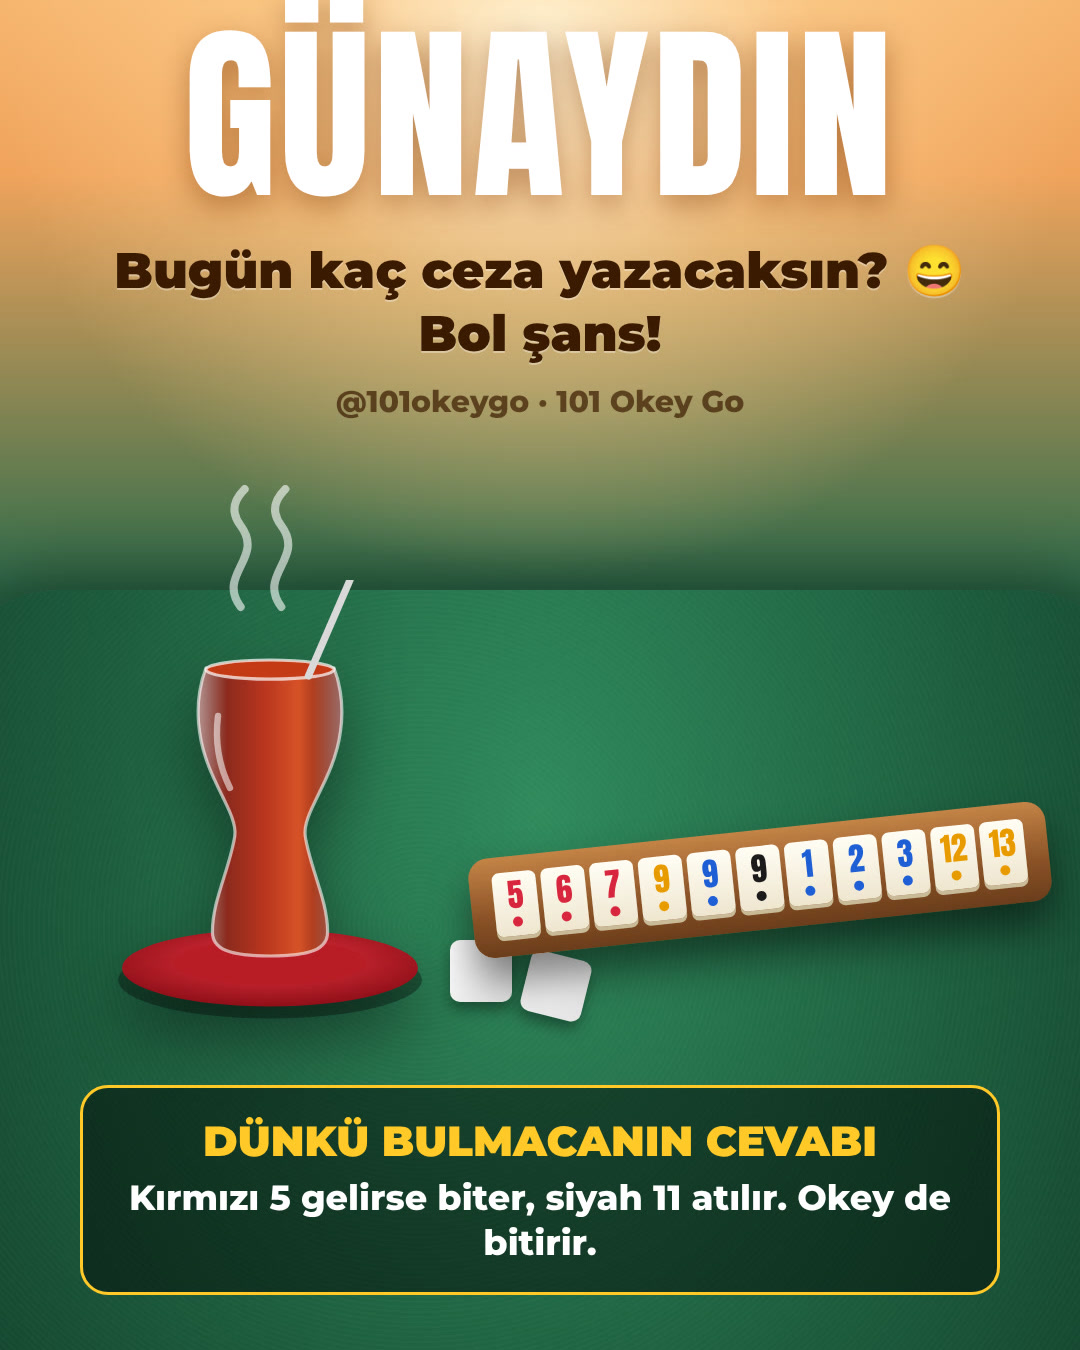 GÜNAYDIN
Bugün kaç ceza yazacaksın? 😄
Bol şans!
@101okeygo · 101 Okey Go
5 6 7 9 9 9 1 2 3 12 13
DÜNKÜ BULMACANIN CEVABI
Kırmızı 5 gelirse biter, siyah 11 atılır. Okey de
bitirir.